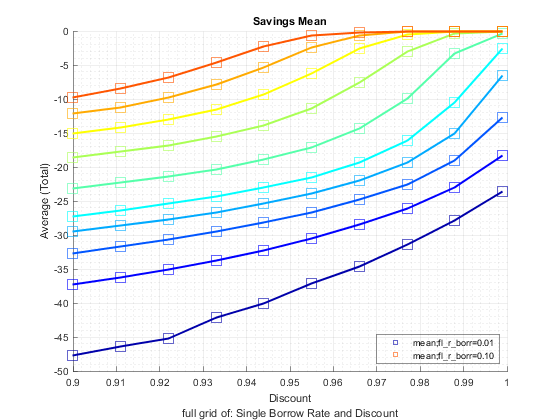 Savings Mean
Average (Total)
0
-5
-10
-15
-20
-25
-30
-35
-40
-45
-50
mean;fl_r_borr=0.01
mean;fl_r_borr=0.10
0.9 0.91 0.92 0.93 0.94 0.95 0.96 0.97 0.98 0.99 1
Discount
full grid of: Single Borrow Rate and Discount